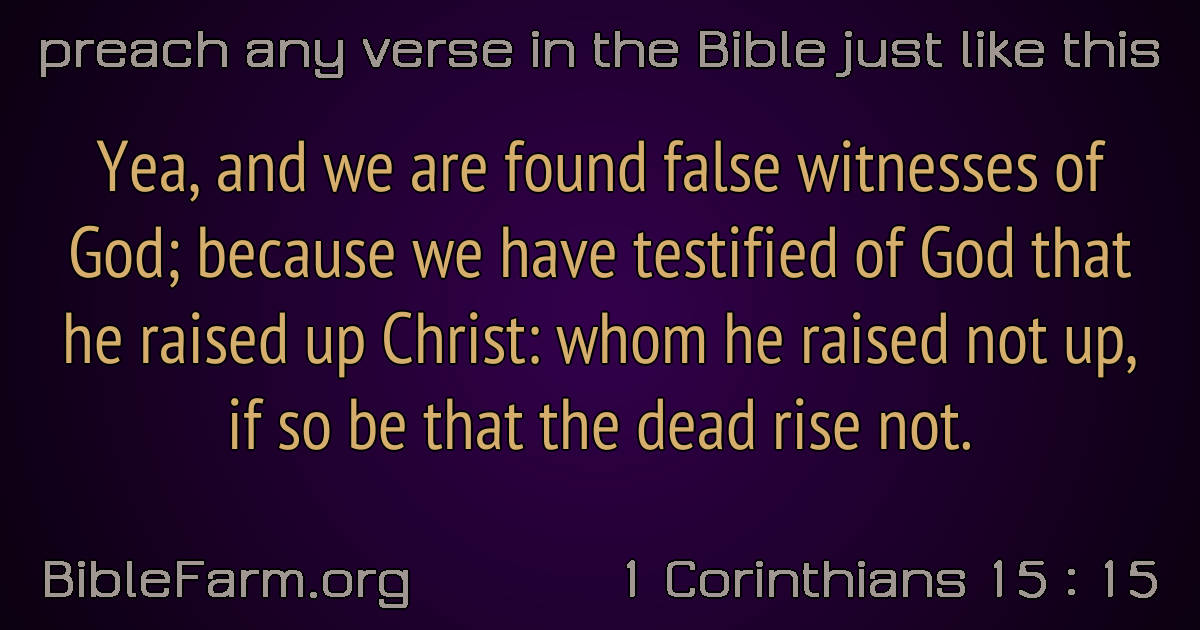 preach any verse in the Bible just like this
Yea, and we are found false witnesses of
God; because we have testified of God that
he raised up Christ: whom he raised not up,
if so be that the dead rise not.
BibleFarm.org
1 Corinthians 15 : 15